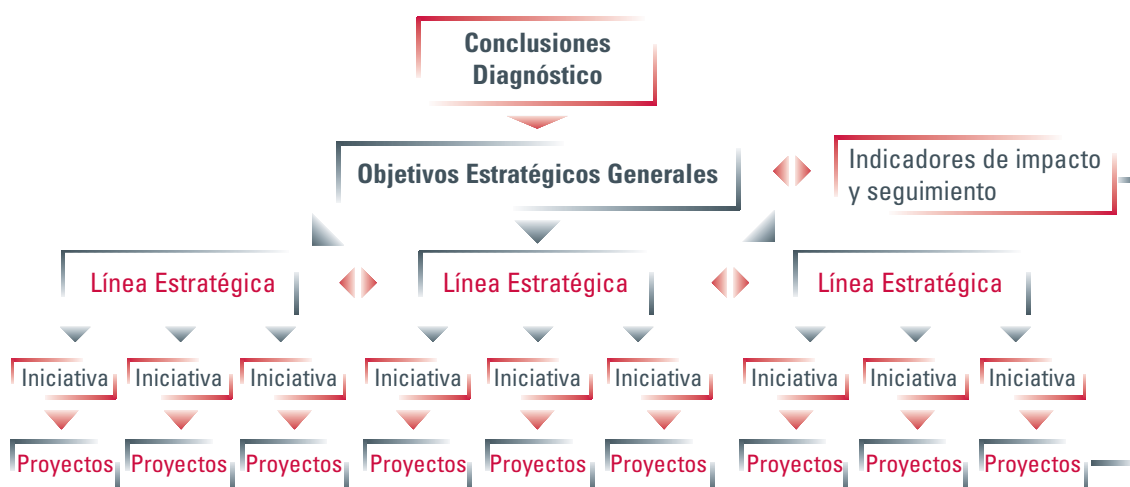 Conclusiones
Diagnóstico
Objetivos Estratégicos Generales
Indicadores de impacto
y seguimiento
Línea Estratégica
Línea Estratégica
Línea Estratégica
Iniciativa
Iniciativa
Iniciativa
Iniciativa
Iniciativa
Iniciativa
Iniciativa
Iniciativa
Iniciativa
Proyectos
Proyectos
Proyectos
Proyectos
Proyectos
Proyectos
Proyectos
Proyectos
Proyectos